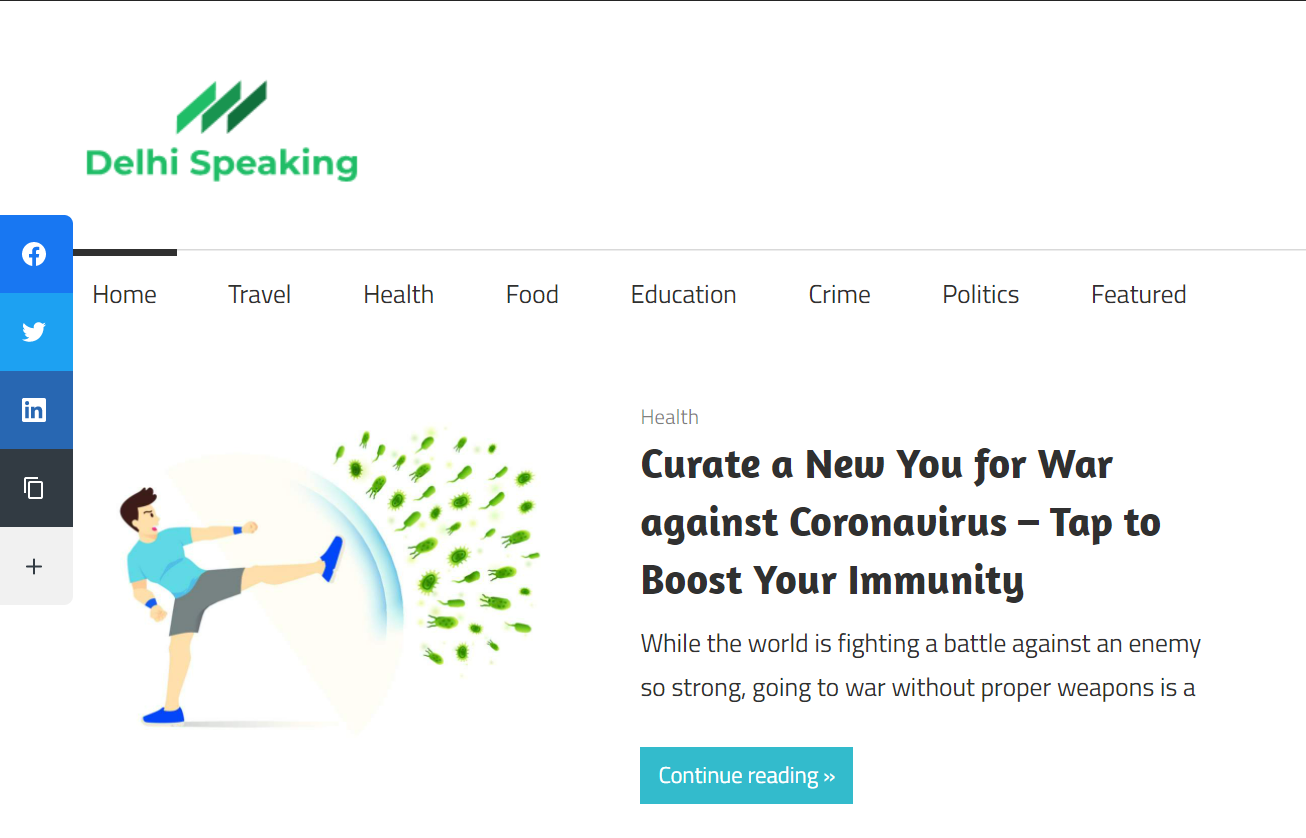 Delhi Speaking
Home Travel Health Food Education Crime Politics Featured
Health
Curate a New You for War
against Coronavirus – Tap to
Boost Your Immunity
While the world is fighting a battle against an enemy
so strong, going to war without proper weapons is a
Continue reading »